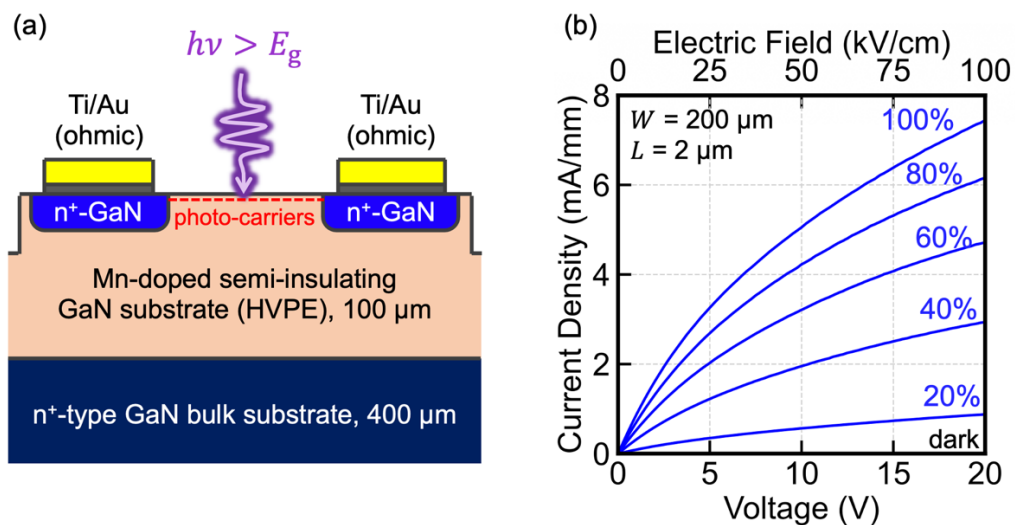 (a)
hν > E_g
Ti/Au
(ohmic)
Ti/Au
(ohmic)
n⁺-GaN
photo-carriers
n⁺-GaN
Mn-doped semi-insulating
GaN substrate (HVPE), 100 μm
n⁺-type GaN bulk substrate, 400 μm
(b)
Electric Field (kV/cm)
0 25 50 75 100
Current Density (mA/mm)
8
6
4
2
0
W = 200 μm
L = 2 μm
100%
80%
60%
40%
20%
dark
0 5 10 15 20
Voltage (V)